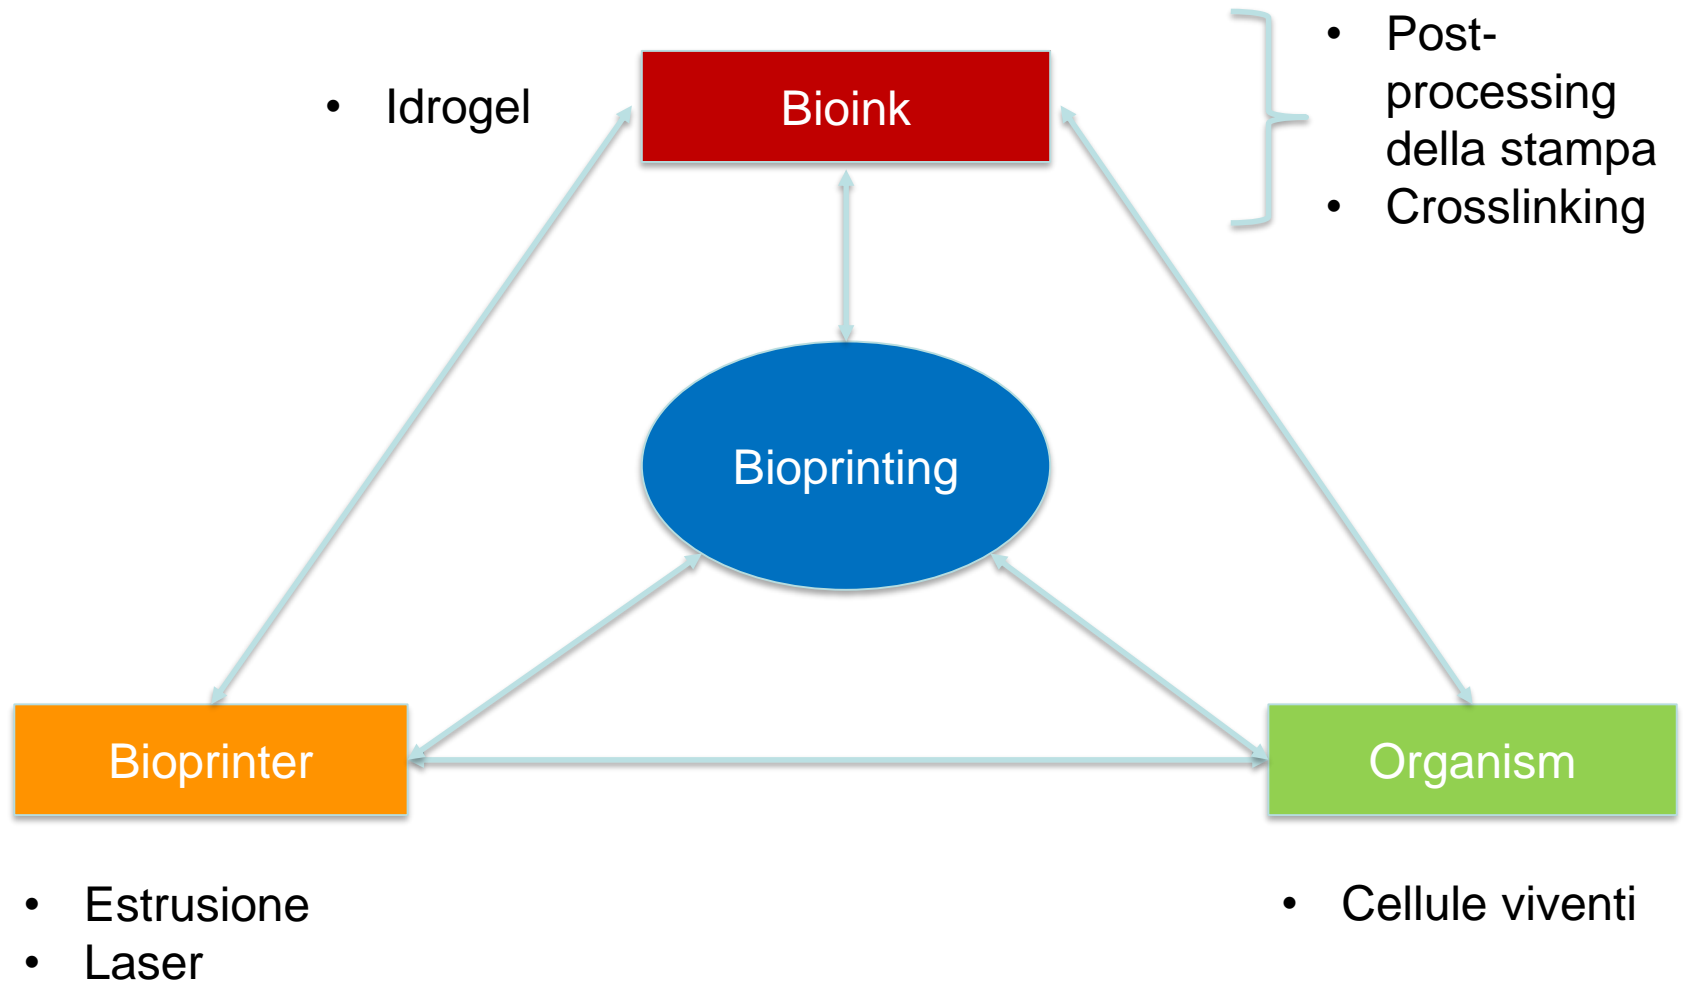 • Idrogel
Bioink
• Post-
processing
della stampa
• Crosslinking
Bioprinting
Bioprinter
Organism
• Estrusione
• Laser
• Cellule viventi